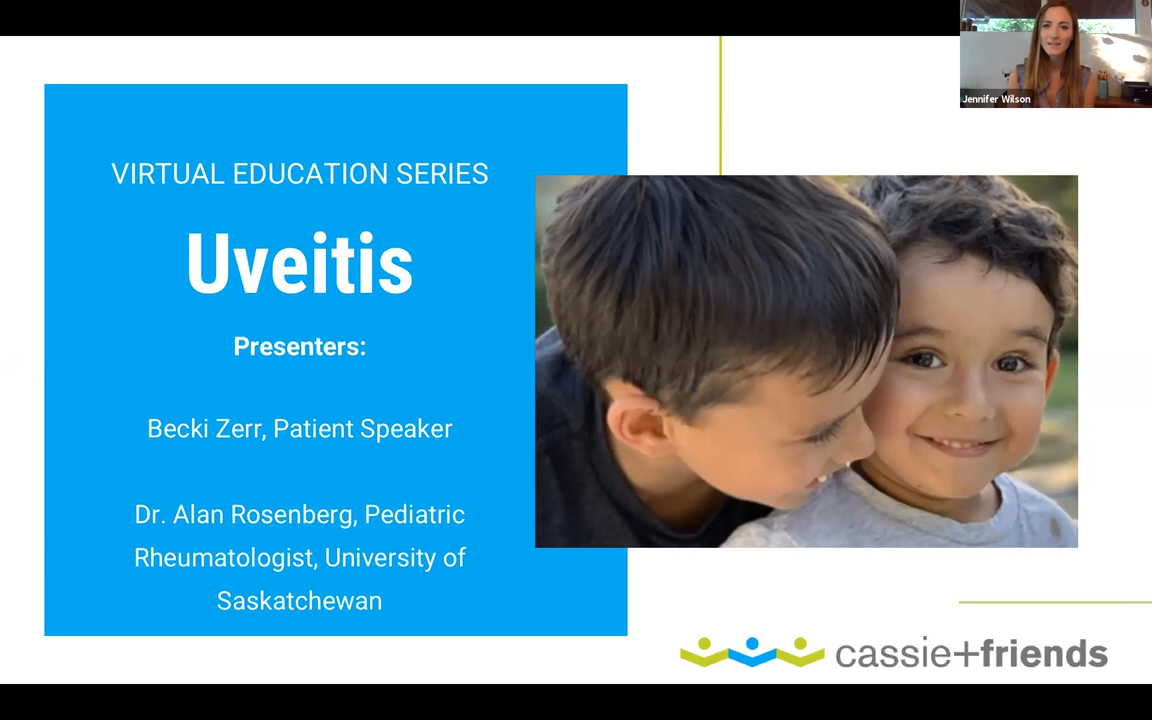 Jennifer Wilson
VIRTUAL EDUCATION SERIES
Uveitis
Presenters:
Becki Zerr, Patient Speaker
Dr. Alan Rosenberg, Pediatric
Rheumatologist, University of
Saskatchewan
cassie+friends